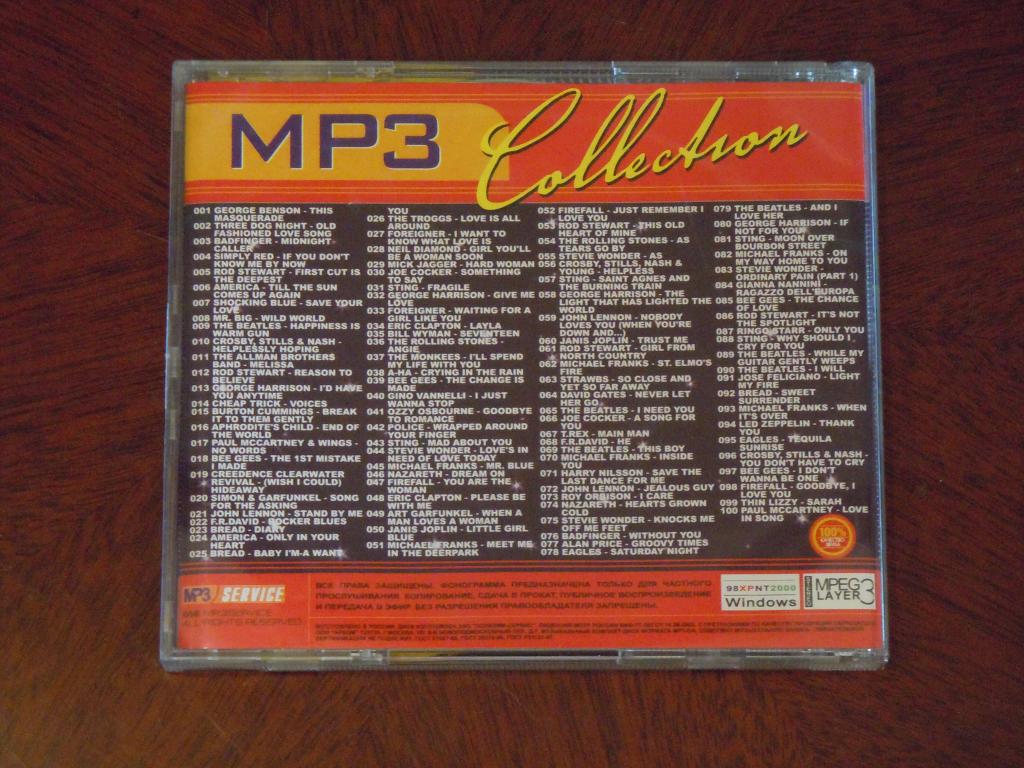 MP3 Collection
001 GEORGE BENSON - THIS
MASQUERADE
002 THREE DOG NIGHT - OLD
FASHIONED LOVE SONG
003 BADFINGER - MIDNIGHT
CALLER
004 SIMPLY RED - IF YOU DON'T
KNOW ME BY NOW
005 ROD STEWART - FIRST CUT IS
THE DEEPEST
006 AMERICA - TILL THE SUN
COMES UP AGAIN
007 SHOCKING BLUE - SAVE YOUR
LOVE
008 MR. BIG - WILD WORLD
009 THE BEATLES - HAPPINESS IS
WARM GUN
010 CROSBY, STILLS & NASH -
HELPLESSLY HOPING
011 THE ALLMAN BROTHERS
BAND - MELISSA
012 ROD STEWART - REASON TO
BELIEVE
013 GEORGE HARRISON - I'D HAVE
YOU ANYTIME
014 CHEAP TRICK - VOICES
015 BURTON CUMMINGS - BREAK
IT TO THEM GENTLY
016 APHRODITE'S CHILD - END OF
THE WORLD
017 PAUL MCCARTNEY & WINGS -
NO WORDS
018 BEE GEES - THE 1ST MISTAKE
I MADE
019 CREEDENCE CLEARWATER
REVIVAL - (WISH I COULD)
HIDEAWAY
020 SIMON & GARFUNKEL - SONG
FOR THE ASKING
021 JOHN LENNON - STAND BY ME
022 F.R.DAVID - ROCKER BLUES
023 BREAD - DIARY
024 AMERICA - ONLY IN YOUR
HEART
025 BREAD - BABY I'M-A WANT
YOU
026 THE TROGGS - LOVE IS ALL
AROUND
027 FOREIGNER - I WANT TO
KNOW WHAT LOVE IS
028 NEIL DIAMOND - GIRL YOU'LL
BE A WOMAN SOON
029 MICK JAGGER - HARD WOMAN
030 JOE COCKER - SOMETHING
TO SAY
031 STING - FRAGILE
032 GEORGE HARRISON - GIVE ME
LOVE
033 FOREIGNER - WAITING FOR A
GIRL LIKE YOU
034 ERIC CLAPTON - LAYLA
035 BILL WYMAN - SEVENTEEN
036 THE ROLLING STONES -
ANGIE
037 THE MONKEES - I'LL SPEND
MY LIFE WITH YOU
038 A-HA - CRYING IN THE RAIN
039 BEE GEES - THE CHANGE IS
MADE
040 GINO VANNELLI - I JUST
WANNA STOP
041 OZZY OSBOURNE - GOODBYE
TO ROMANCE
042 POLICE - WRAPPED AROUND
YOUR FINGER
043 STING - MAD ABOUT YOU
044 STEVIE WONDER - LOVE'S IN
NEED OF LOVE TODAY
045 MICHAEL FRANKS - MR. BLUE
046 NAZARETH - DREAM ON
047 FIREFALL - YOU ARE THE
WOMAN
048 ERIC CLAPTON - PLEASE BE
WITH ME
049 ART GARFUNKEL - WHEN A
MAN LOVES A WOMAN
050 JANIS JOPLIN - LITTLE GIRL
BLUE
051 MICHAEL FRANKS - MEET ME
IN THE DEERPARK
052 FIREFALL - JUST REMEMBER I
LOVE YOU
053 ROD STEWART - THIS OLD
HEART OF MINE
054 THE ROLLING STONES - AS
TEARS GO BY
055 STEVIE WONDER - AS
056 CROSBY, STILLS, NASH &
YOUNG - HELPLESS
057 STING - SAINT AGNES AND
THE BURNING TRAIN
058 GEORGE HARRISON - THE
LIGHT THAT HAS LIGHTED THE
WORLD
059 JOHN LENNON - NOBODY
LOVES YOU (WHEN YOU'RE
DOWN AND...)
060 JANIS JOPLIN - TRUST ME
061 ROD STEWART - GIRL FROM
NORTH COUNTRY
062 MICHAEL FRANKS - ST. ELMO'S
FIRE
063 STRAWBS - SO CLOSE AND
YET SO FAR AWAY
064 DAVID GATES - NEVER LET
HER GO
065 THE BEATLES - I NEED YOU
066 JOE COCKER - A SONG FOR
YOU
067 T.REX - MAIN MAN
068 F.R.DAVID - HE
069 THE BEATLES - THIS BOY
070 MICHAEL FRANKS - INSIDE
YOU
071 HARRY NILSSON - SAVE THE
LAST DANCE FOR ME
072 JOHN LENNON - JEALOUS GUY
073 ROY ORBISON - I CARE
074 NAZARETH - HEARTS GROWN
COLD
075 STEVIE WONDER - KNOCKS ME
OFF MY FEET
076 BADFINGER - WITHOUT YOU
077 ALAN PRICE - GROOVY TIMES
078 EAGLES - SATURDAY NIGHT
079 THE BEATLES - AND I
LOVE HER
080 GEORGE HARRISON - IF
NOT FOR YOU
081 STING - MOON OVER
BOURBON STREET
082 MICHAEL FRANKS - ON
MY WAY HOME TO YOU
083 STEVIE WONDER -
ORDINARY PAIN (PART 1)
084 GIANNA NANNINI -
RAGAZZO DELL'EUROPA
085 BEE GEES - THE CHANCE
OF LOVE
086 ROD STEWART - IT'S NOT
THE SPOTLIGHT
087 RINGO STARR - ONLY YOU
088 STING - WHY SHOULD I
CRY FOR YOU
089 THE BEATLES - WHILE MY
GUITAR GENTLY WEEPS
090 THE BEATLES - I WILL
091 JOSE FELICIANO - LIGHT
MY FIRE
092 BREAD - SWEET
SURRENDER
093 MICHAEL FRANKS - WHEN
IT'S OVER
094 LED ZEPPELIN - THANK
YOU
095 EAGLES - TEQUILA
SUNRISE
096 CROSBY, STILLS & NASH -
YOU DON'T HAVE TO CRY
097 BEE GEES - I DON'T
WANNA BE ONE
098 FIREFALL - GOODBYE, I
LOVE YOU
099 THIN LIZZY - SARAH
100 PAUL MCCARTNEY - LOVE
IN SONG
100%
КАЧЕСТВО
MP3 SERVICE
MP3SERVICE
ALL RIGHTS RESERVED
ВСЕ ПРАВА ЗАЩИЩЕНЫ. ФОНОГРАММА ПРЕДНАЗНАЧЕНА ТОЛЬКО ДЛЯ ЧАСТНОГО
ПРОСЛУШИВАНИЯ. КОПИРОВАНИЕ, СДАЧА В ПРОКАТ, ПУБЛИЧНОЕ ВОСПРОИЗВЕДЕНИЕ
И ПЕРЕДАЧА В ЭФИР БЕЗ РАЗРЕШЕНИЯ ПРАВООБЛАДАТЕЛЯ ЗАПРЕЩЕНЫ.
98XPNT2000
Windows
MPEG
LAYER 3